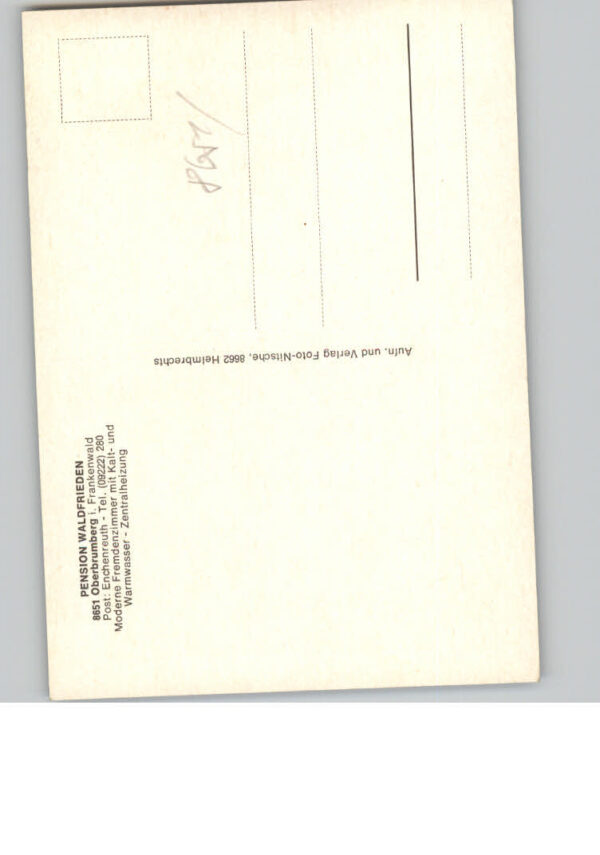 PENSION WALDFRIEDEN
8651 Oberbrumberg i. Frankenwald
Post: Enchenreuth - Tel. (09222) 280
Moderne Fremdenzimmer mit Kalt- und
Warmwasser - Zentralheizung
Aufn. und Verlag Foto-Nitsche, 8662 Helmbrechts
8651